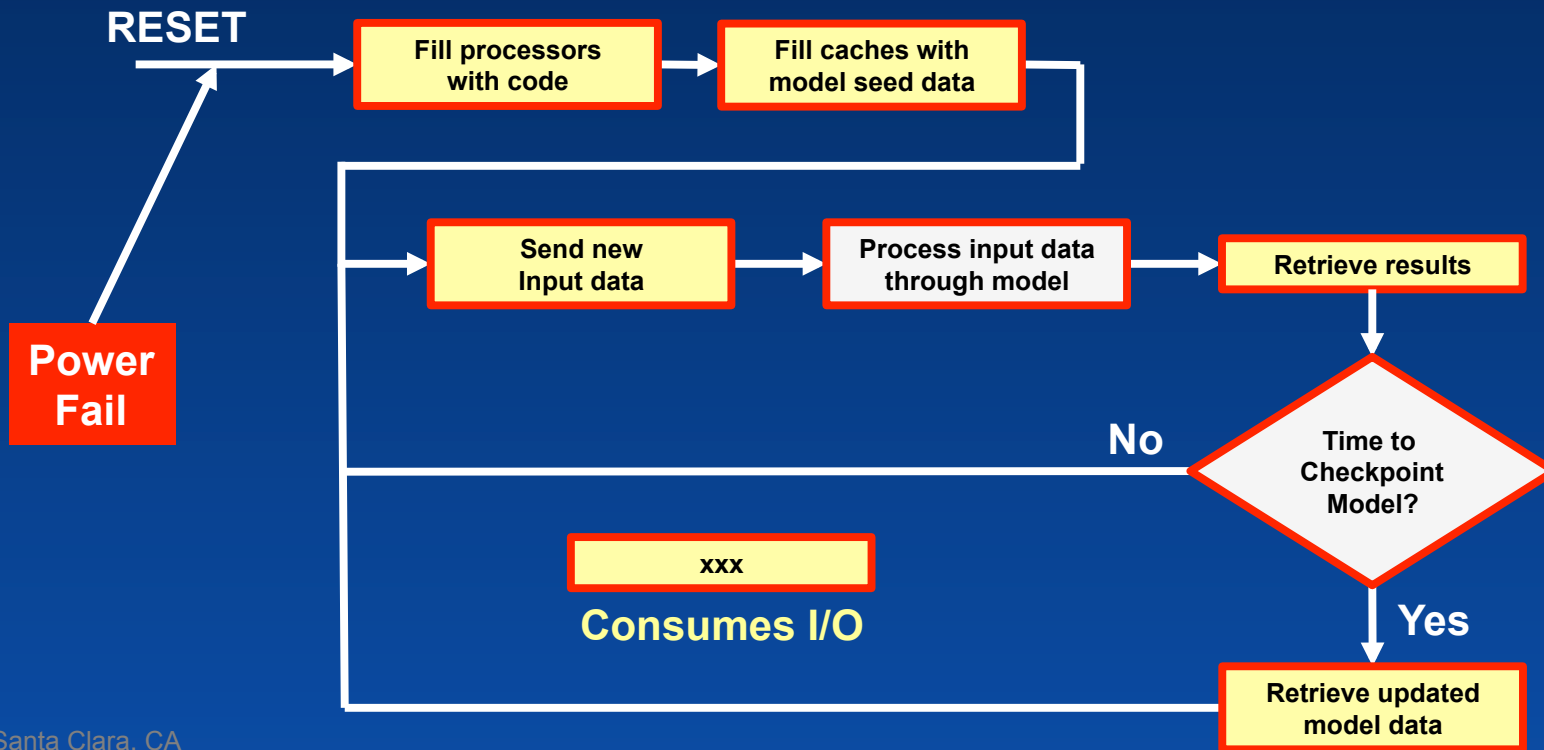 RESET
Fill processors
with code
Fill caches with
model seed data
Send new
Input data
Process input data
through model
Retrieve results
Power
Fail
No
Time to
Checkpoint
Model?
xxx
Consumes I/O
Yes
Retrieve updated
model data
Santa Clara, CA